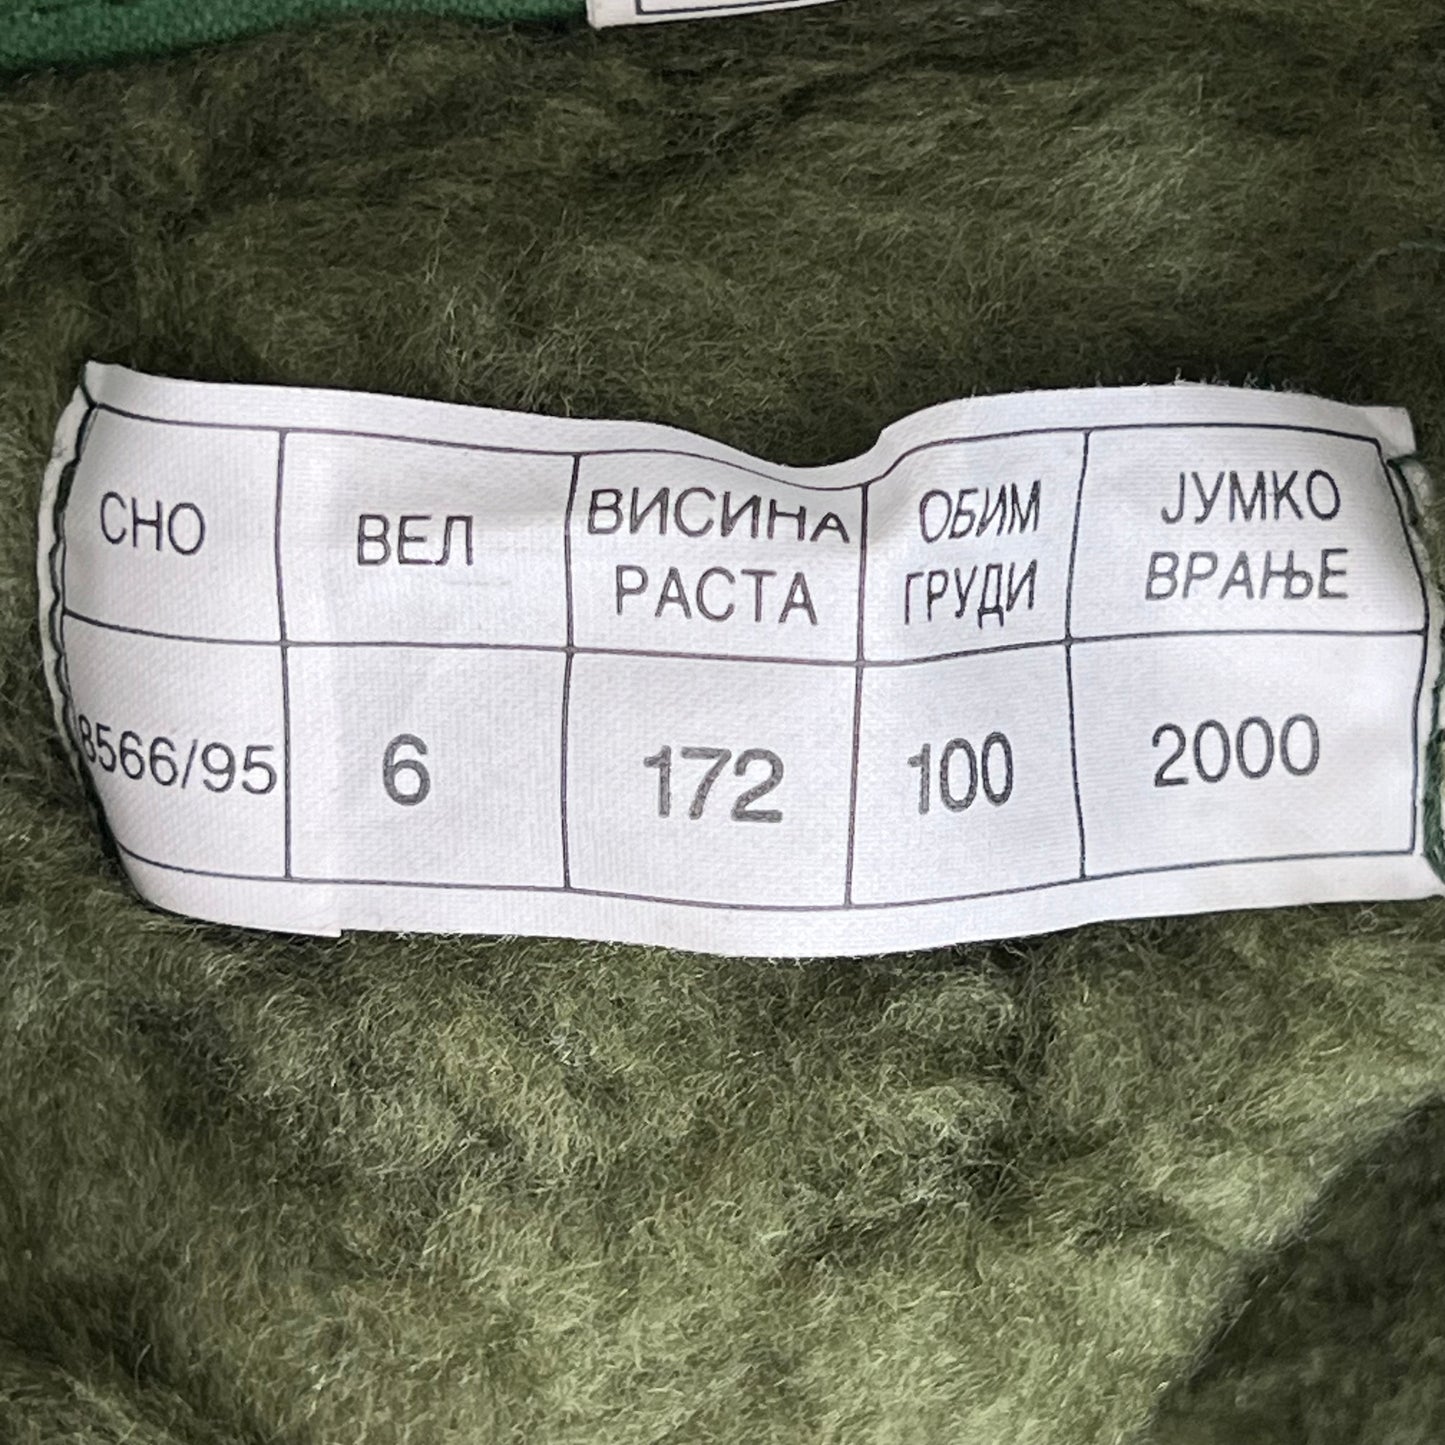 СНО
ВЕЛ
ВИСИНА
РАСТА
ОБИМ
ГРУДИ
ЈУМКО
ВРАЊЕ
8566/95
6
172
100
2000